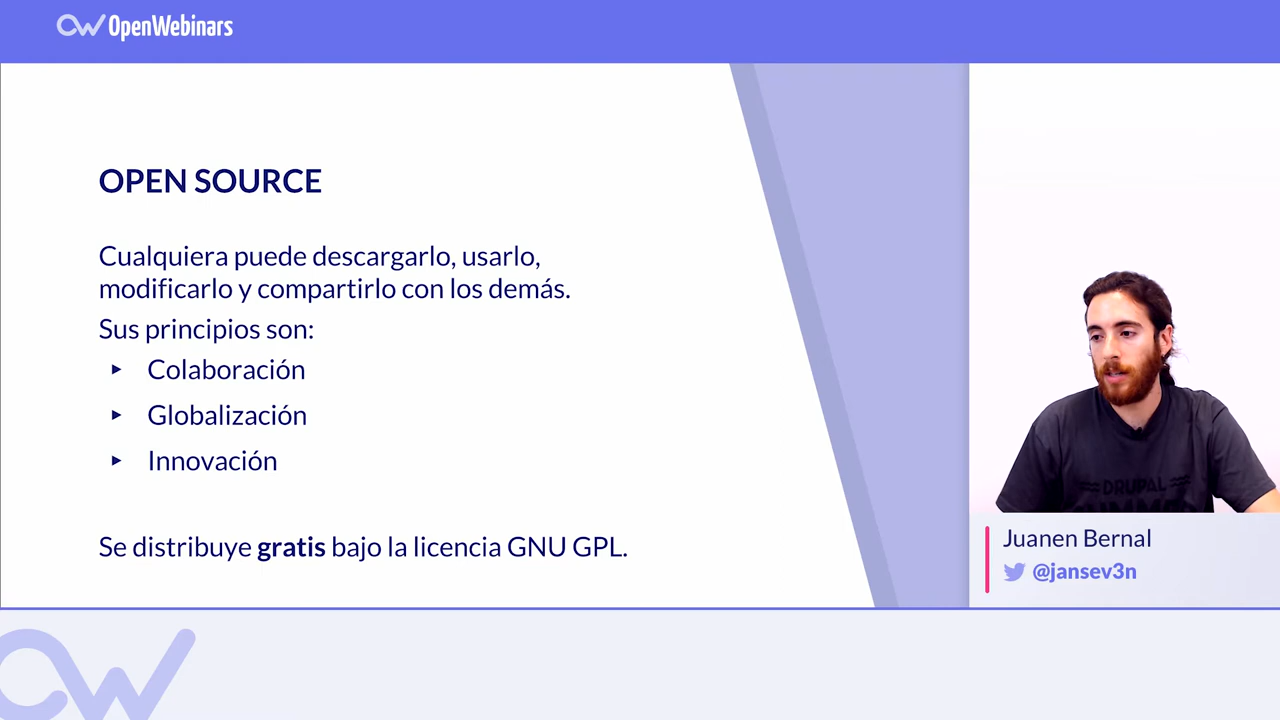 OpenWebinars
OPEN SOURCE
Cualquiera puede descargarlo, usarlo,
modificarlo y compartirlo con los demás.
Sus principios son:
▸ Colaboración
▸ Globalización
▸ Innovación
Se distribuye gratis bajo la licencia GNU GPL.
DRUPAL
Juanen Bernal
@jansev3n